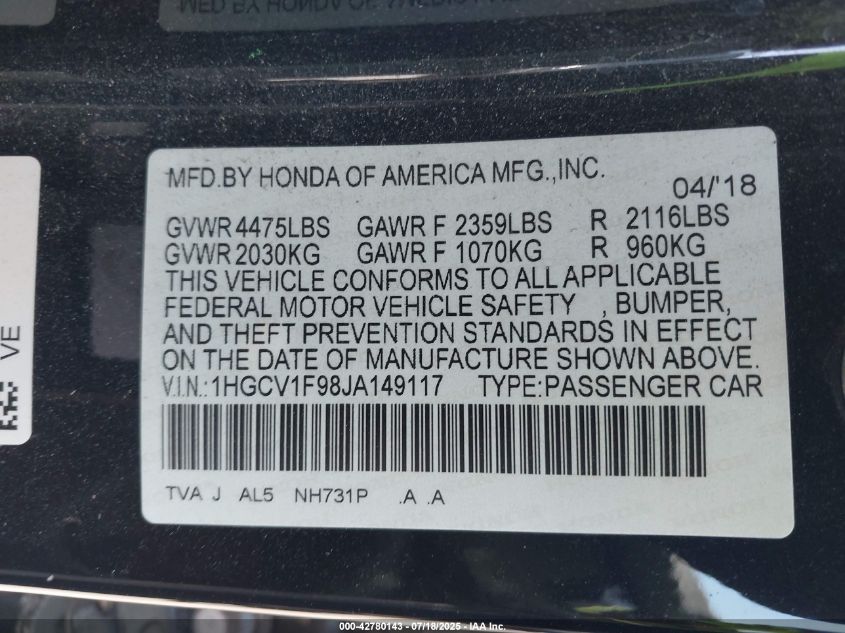 MFD.BY HONDA OF AMERICA MFG.,INC.
04/'18
GVWR 4475LBS GAWR F 2359LBS R 2116LBS
GVWR 2030KG GAWR F 1070KG R 960KG
THIS VEHICLE CONFORMS TO ALL APPLICABLE
FEDERAL MOTOR VEHICLE SAFETY , BUMPER,
AND THEFT PREVENTION STANDARDS IN EFFECT
ON THE DATE OF MANUFACTURE SHOWN ABOVE.
V.I.N.:1HGCV1F98JA149117 TYPE:PASSENGER CAR
TVA J AL5 NH731P .A .A
VE
000-42780143 - 07/18/2025 - IAA Inc.